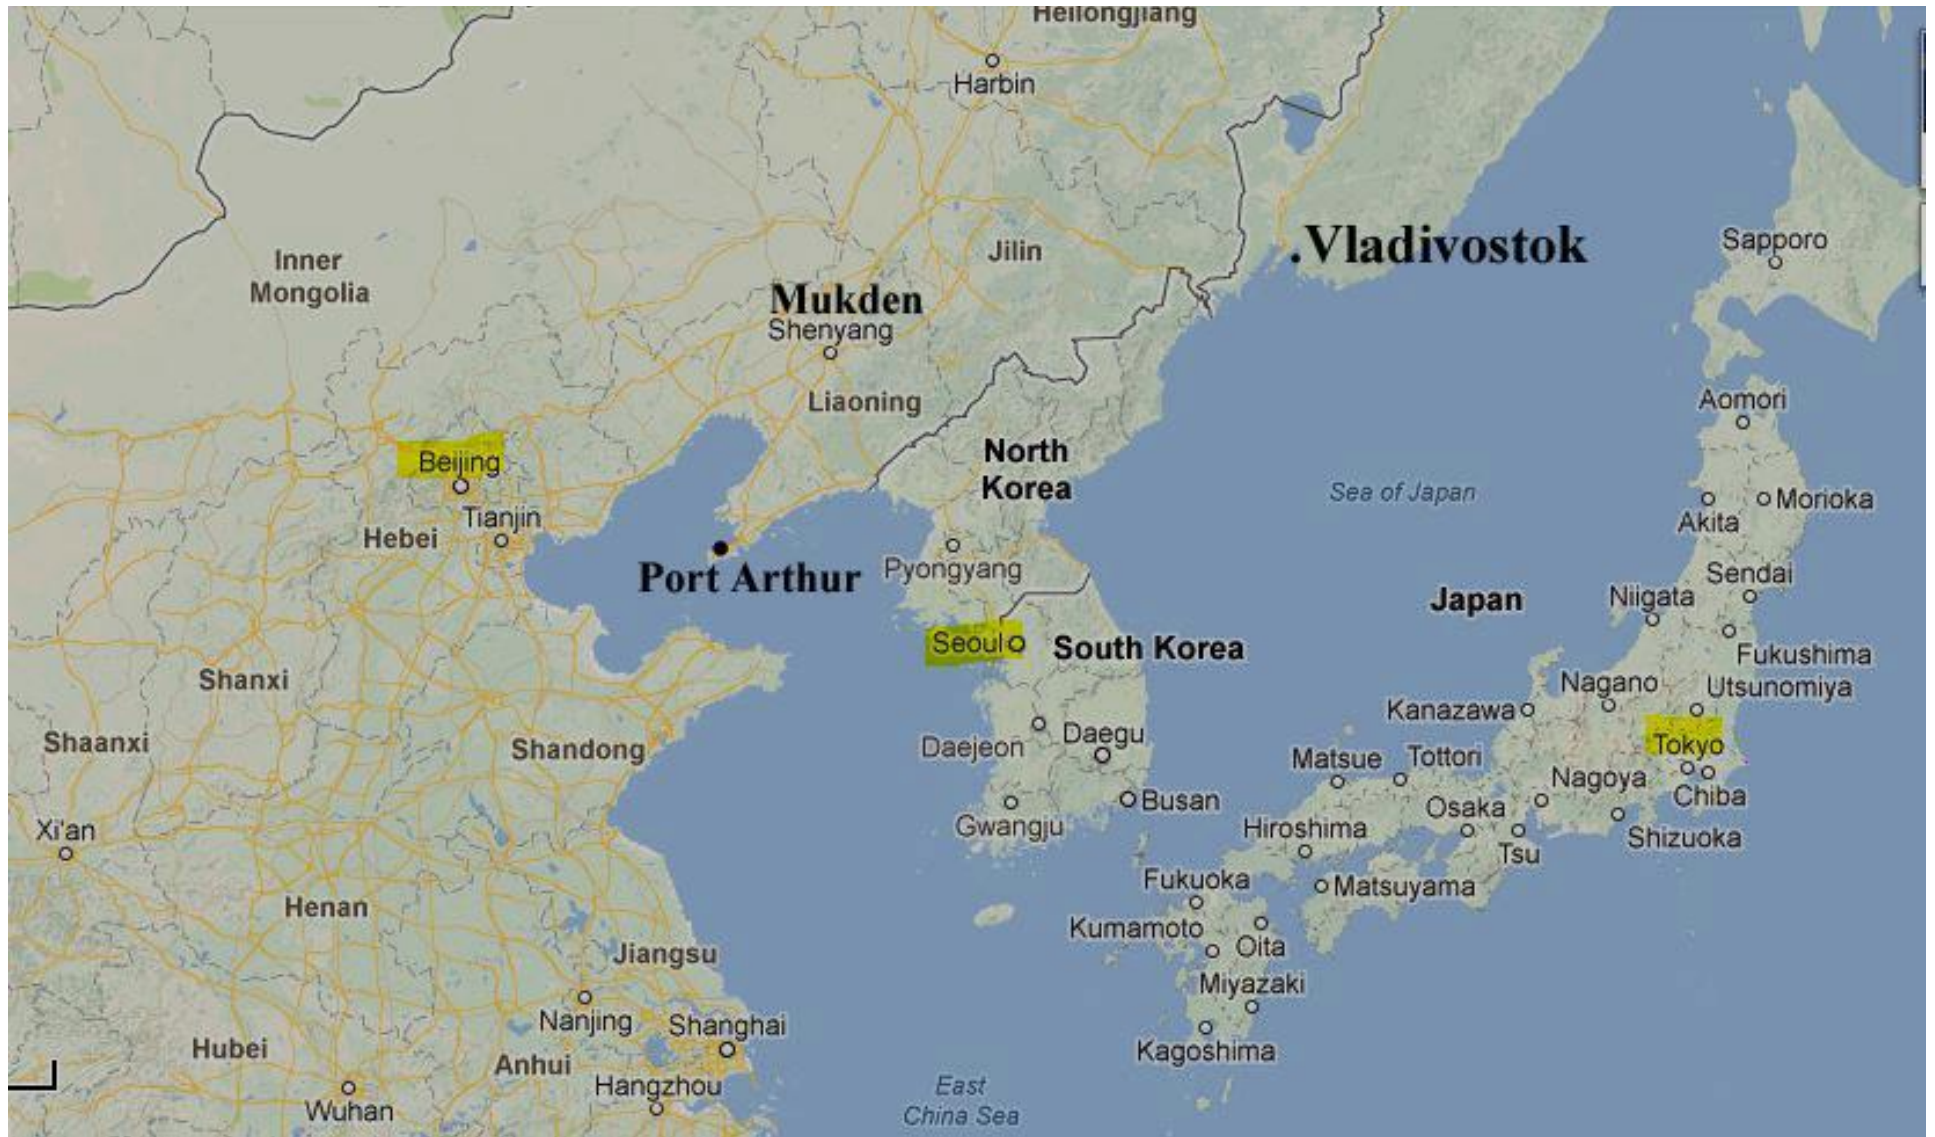 Heilongjiang
Harbin
.Vladivostok
Sapporo
Jilin
Inner
Mongolia
Mukden
Shenyang
Liaoning
Aomori
North
Korea
Beijing
Sea of Japan
Morioka
Akita
Tianjin
Hebei
Port Arthur
Pyongyang
Sendai
Niigata
Japan
Seoul
South Korea
Fukushima
Shanxi
Nagano
Utsunomiya
Kanazawa
Shaanxi
Shandong
Daejeon
Daegu
Matsue
Tottori
Tokyo
Nagoya
Chiba
Busan
Osaka
Gwangju
Hiroshima
Shizuoka
Xi'an
Tsu
Fukuoka
Matsuyama
Henan
Kumamoto
Oita
Jiangsu
Miyazaki
Nanjing
Shanghai
Kagoshima
Hubei
Anhui
Hangzhou
East
China Sea
Wuhan